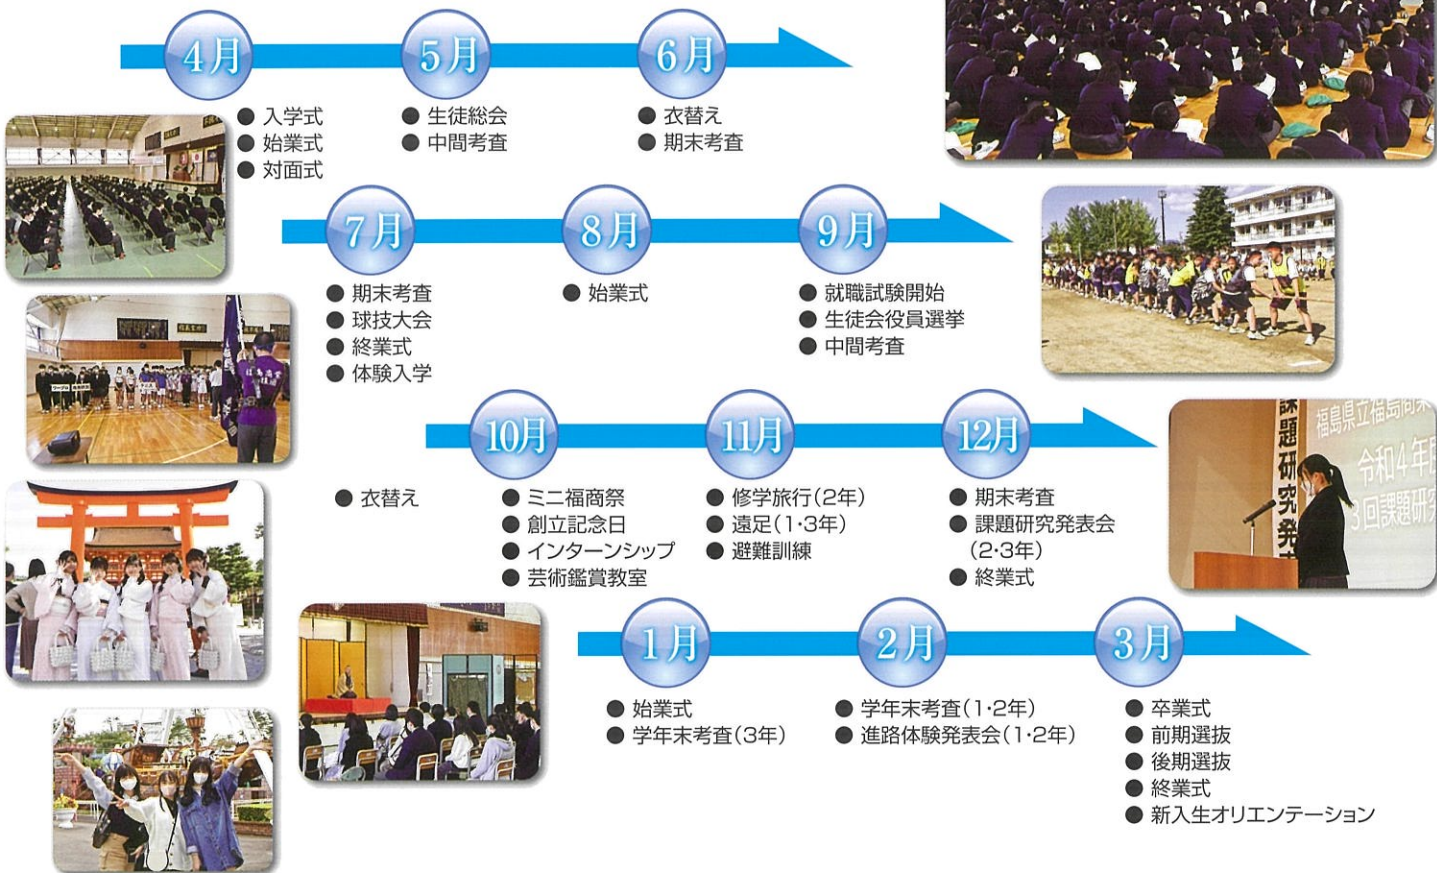 4月
5月
6月
● 入学式
● 始業式
● 対面式
● 生徒総会
● 中間考査
● 衣替え
● 期末考査
7月
8月
9月
● 期末考査
● 球技大会
● 終業式
● 体験入学
● 始業式
● 就職試験開始
● 生徒会役員選挙
● 中間考査
10月
11月
12月
● 衣替え
● ミニ福商祭
● 創立記念日
● インターンシップ
● 芸術鑑賞教室
● 修学旅行(2年)
● 遠足(1・3年)
● 避難訓練
● 期末考査
● 課題研究発表会
(2・3年)
● 終業式
課題研究発
福島県立福島商業
令和4年度
3回課題研究
1月
2月
3月
● 始業式
● 学年末考査(3年)
● 学年末考査(1・2年)
● 進路体験発表会(1・2年)
● 卒業式
● 前期選抜
● 後期選抜
● 終業式
● 新入生オリエンテーション